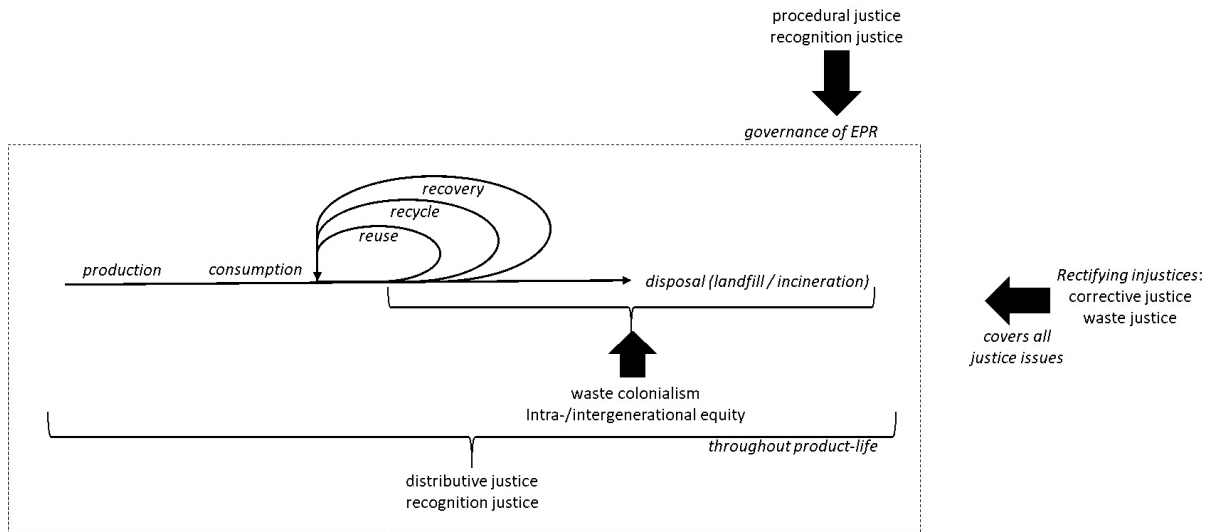 procedural justice
recognition justice
governance of EPR
recovery
recycle
reuse
production
consumption
disposal (landfill / incineration)
Rectifying injustices:
corrective justice
waste justice
covers all
justice issues
waste colonialism
Intra-/intergenerational equity
throughout product-life
distributive justice
recognition justice